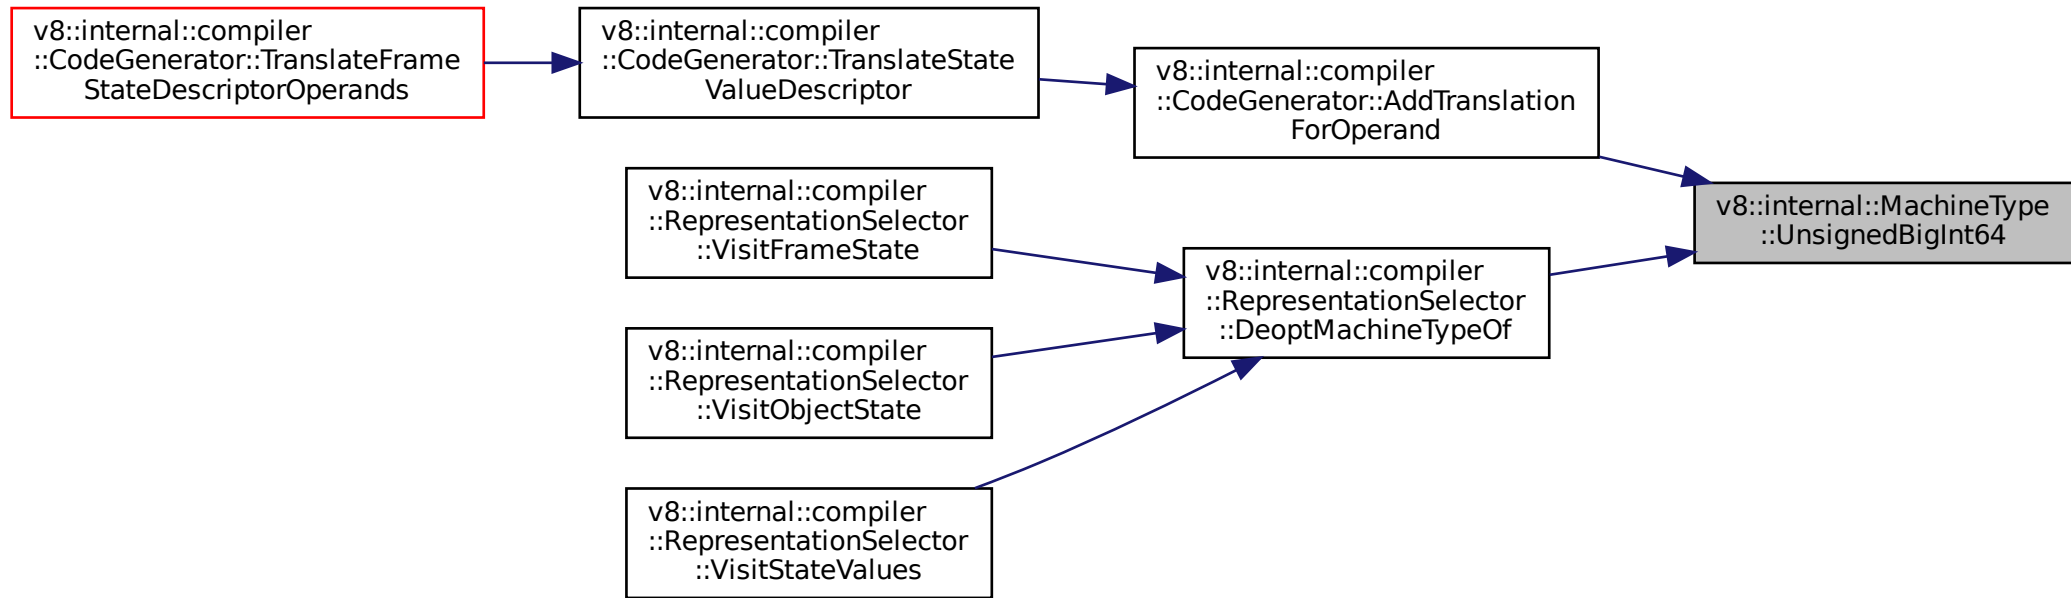 v8::internal::compiler
::CodeGenerator::TranslateFrame
StateDescriptorOperands
v8::internal::compiler
::CodeGenerator::TranslateState
ValueDescriptor
v8::internal::compiler
::CodeGenerator::AddTranslation
ForOperand
v8::internal::MachineType
::UnsignedBigInt64
v8::internal::compiler
::RepresentationSelector
::VisitFrameState
v8::internal::compiler
::RepresentationSelector
::DeoptMachineTypeOf
v8::internal::compiler
::RepresentationSelector
::VisitObjectState
v8::internal::compiler
::RepresentationSelector
::VisitStateValues